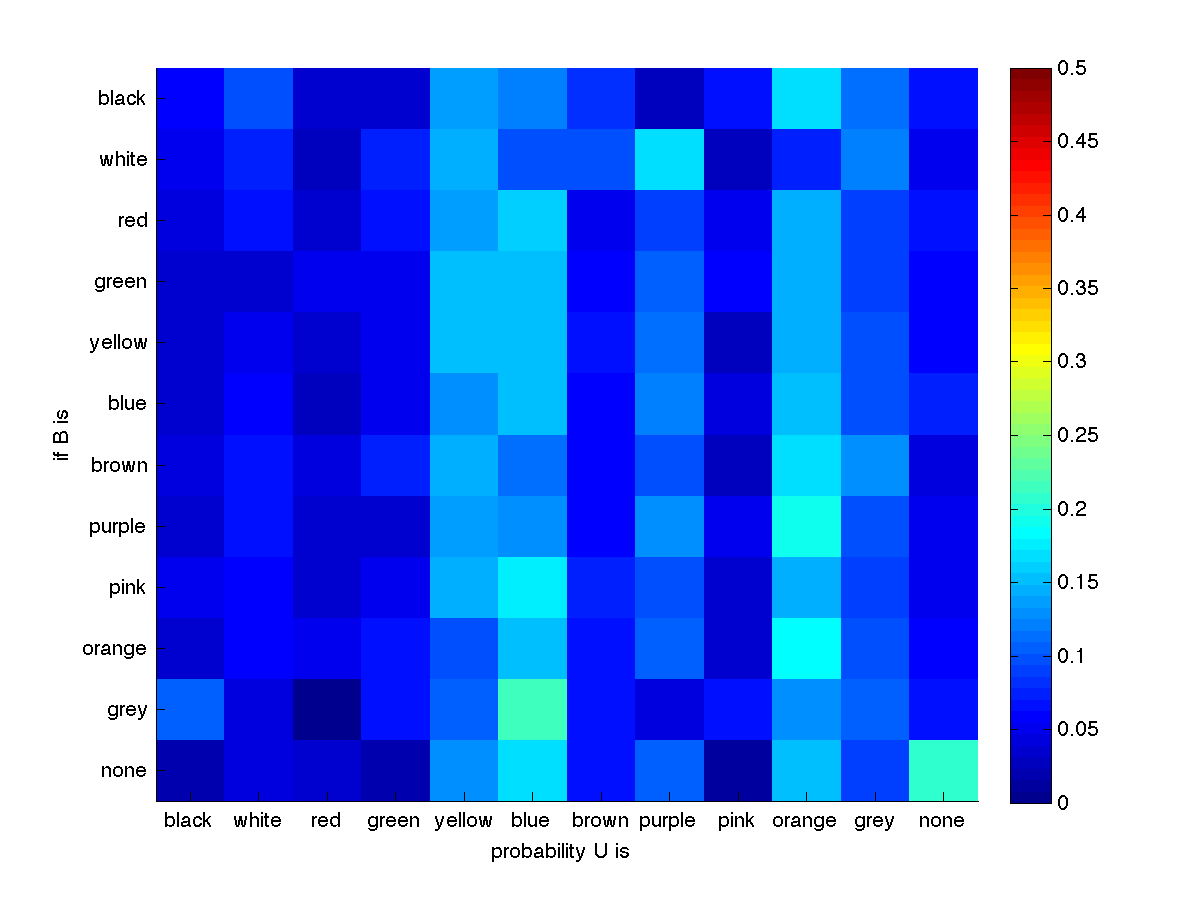 black
white
red
green
yellow
blue
brown
purple
pink
orange
grey
none
if B is
black white red green yellow blue brown purple pink orange grey none
probability U is
0.5
0.45
0.4
0.35
0.3
0.25
0.2
0.15
0.1
0.05
0